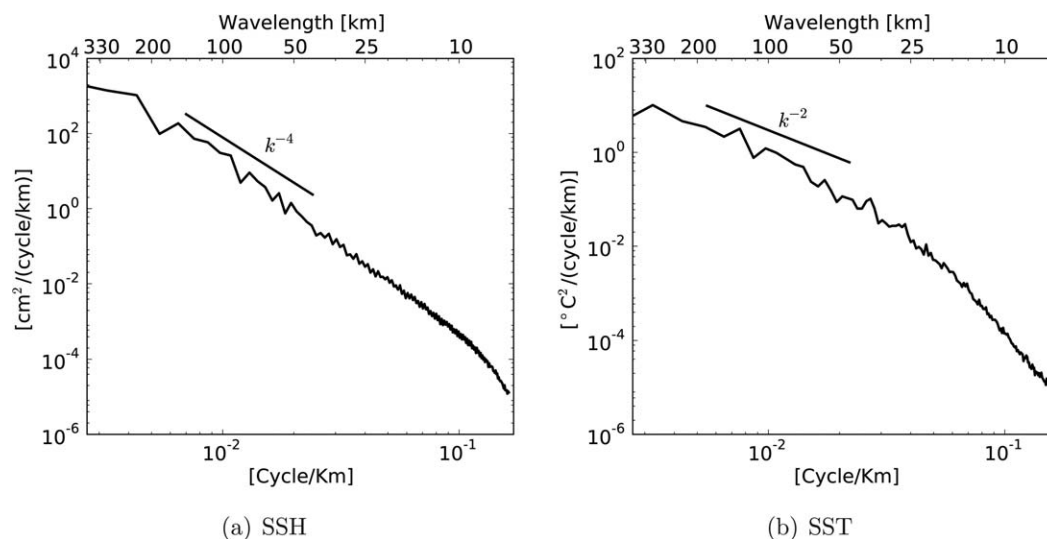 Wavelength [km]
330 200 100 50 25 10
10^4
10^2
10^0
10^-2
10^-4
10^-6
[cm^2/(cycle/km)]
k^-4
10^-2 10^-1
[Cycle/Km]
(a) SSH
Wavelength [km]
330 200 100 50 25 10
10^2
10^0
10^-2
10^-4
10^-6
[°C^2/(cycle/km)]
k^-2
10^-2 10^-1
[Cycle/Km]
(b) SST